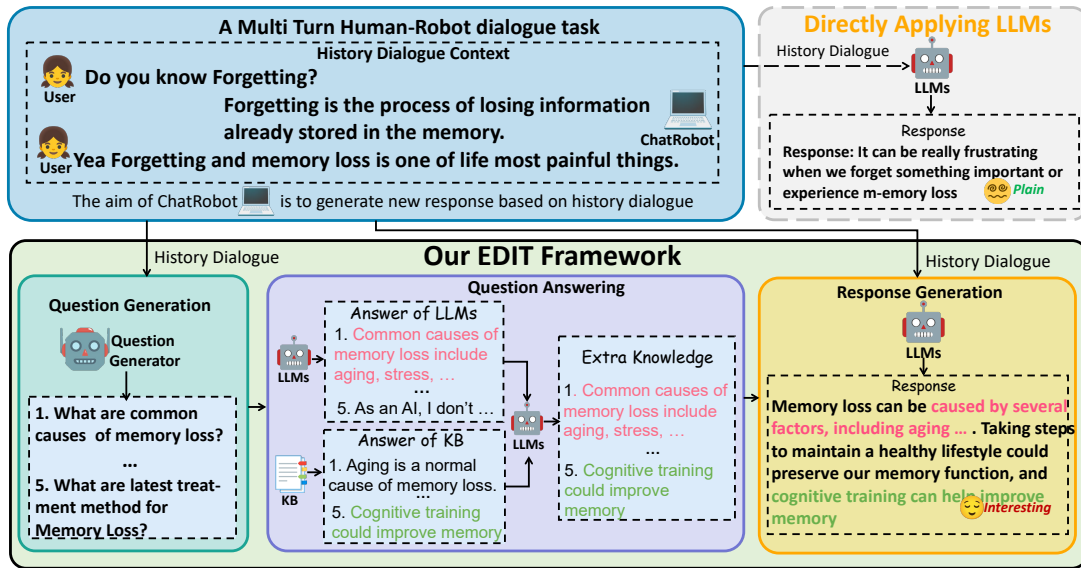 A Multi Turn Human-Robot dialogue task
History Dialogue Context
Do you know Forgetting?
User
Forgetting is the process of losing information
already stored in the memory.
ChatRobot
Yea Forgetting and memory loss is one of life most painful things.
User
The aim of ChatRobot is to generate new response based on history dialogue
Directly Applying LLMs
History Dialogue
LLMs
Response
Response: It can be really frustrating
when we forget something important or
experience m-emory loss
Plain
Our EDIT Framework
History Dialogue
History Dialogue
Question Generation
Question
Generator
1. What are common
causes of memory loss?
...
5. What are latest treat-
ment method for
Memory Loss?
Question Answering
LLMs
Answer of LLMs
1. Common causes of
memory loss include
aging, stress, …
...
5. As an AI, I don't …
KB
Answer of KB
1. Aging is a normal
cause of memory loss.
...
5. Cognitive training
could improve memory
LLMs
Extra Knowledge
1. Common causes of
memory loss include
aging, stress, …
...
5. Cognitive training
could improve
memory
Response Generation
LLMs
Response
Memory loss can be caused by several
factors, including aging ... . Taking steps
to maintain a healthy lifestyle could
preserve our memory function, and
cognitive training can help improve
memory
Interesting